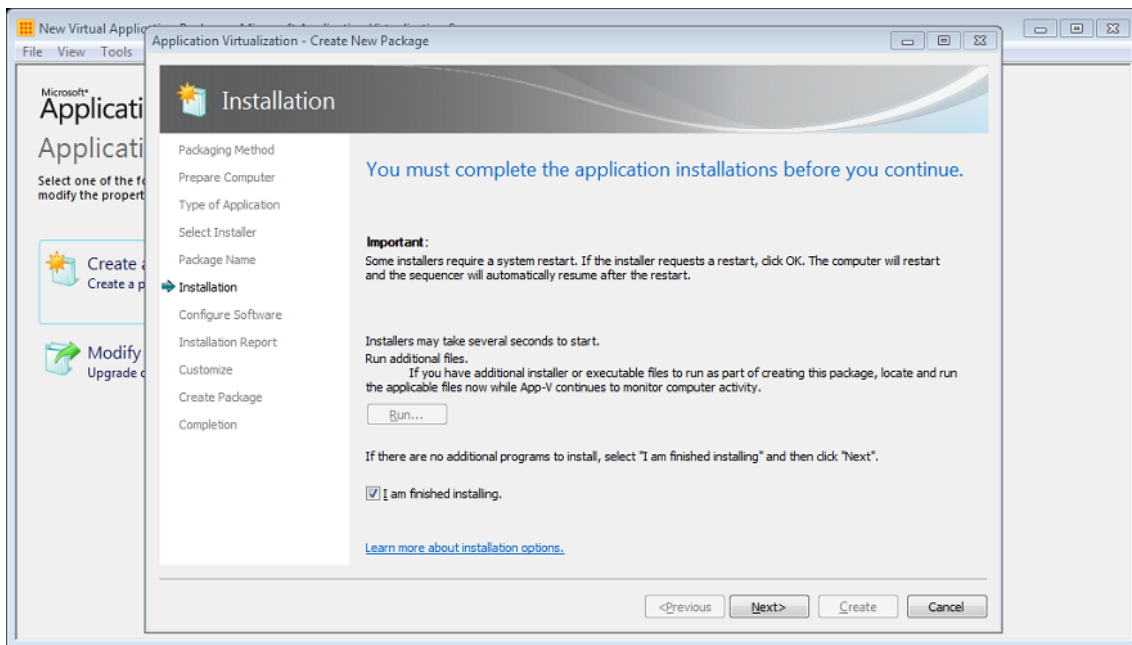 New Virtual Applic
Application Virtualization - Create New Package
File View Tools
Microsoft*
Applicati
Applicati
Select one of the fo
modify the propert
Create a
Create a p
Modify
Upgrade o
Installation
Packaging Method
Prepare Computer
Type of Application
Select Installer
Package Name
Installation
Configure Software
Installation Report
Customize
Create Package
Completion
You must complete the application installations before you continue.
Important:
Some installers require a system restart. If the installer requests a restart, click OK. The computer will restart
and the sequencer will automatically resume after the restart.
Installers may take several seconds to start.
Run additional files.
If you have additional installer or executable files to run as part of creating this package, locate and run
the applicable files now while App-V continues to monitor computer activity.
Run...
If there are no additional programs to install, select "I am finished installing" and then click "Next".
I am finished installing.
Learn more about installation options.
<Previous
Next>
Create
Cancel